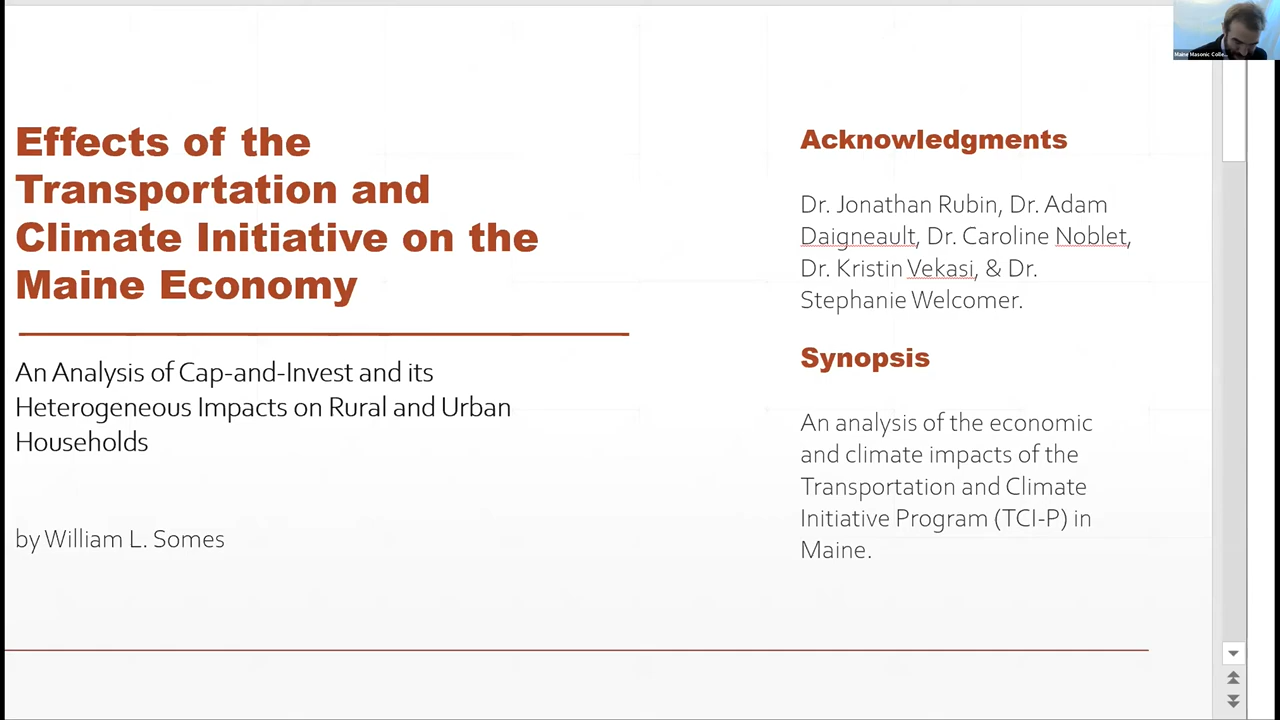 Effects of the
Transportation and
Climate Initiative on the
Maine Economy
An Analysis of Cap-and-Invest and its
Heterogeneous Impacts on Rural and Urban
Households
by William L. Somes
Acknowledgments
Dr. Jonathan Rubin, Dr. Adam
Daigneault, Dr. Caroline Noblet,
Dr. Kristin Vekasi, & Dr.
Stephanie Welcomer.
Synopsis
An analysis of the economic
and climate impacts of the
Transportation and Climate
Initiative Program (TCI-P) in
Maine.
Maine Masonic Colle...